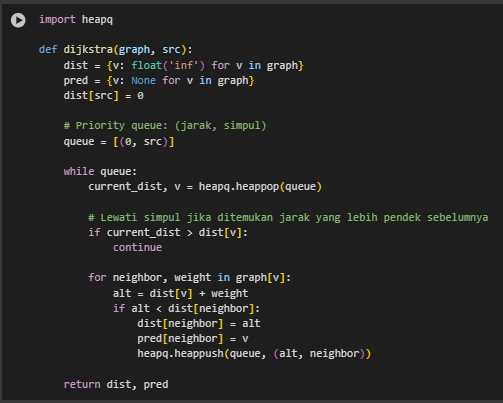 import heapq
def dijkstra(graph, src):
    dist = {v: float('inf') for v in graph}
    pred = {v: None for v in graph}
    dist[src] = 0
    # Priority queue: (jarak, simpul)
    queue = [(0, src)]
    while queue:
        current_dist, v = heapq.heappop(queue)
        # Lewati simpul jika ditemukan jarak yang lebih pendek sebelumnya
        if current_dist > dist[v]:
            continue
        for neighbor, weight in graph[v]:
            alt = dist[v] + weight
            if alt < dist[neighbor]:
                dist[neighbor] = alt
                pred[neighbor] = v
                heapq.heappush(queue, (alt, neighbor))
    return dist, pred